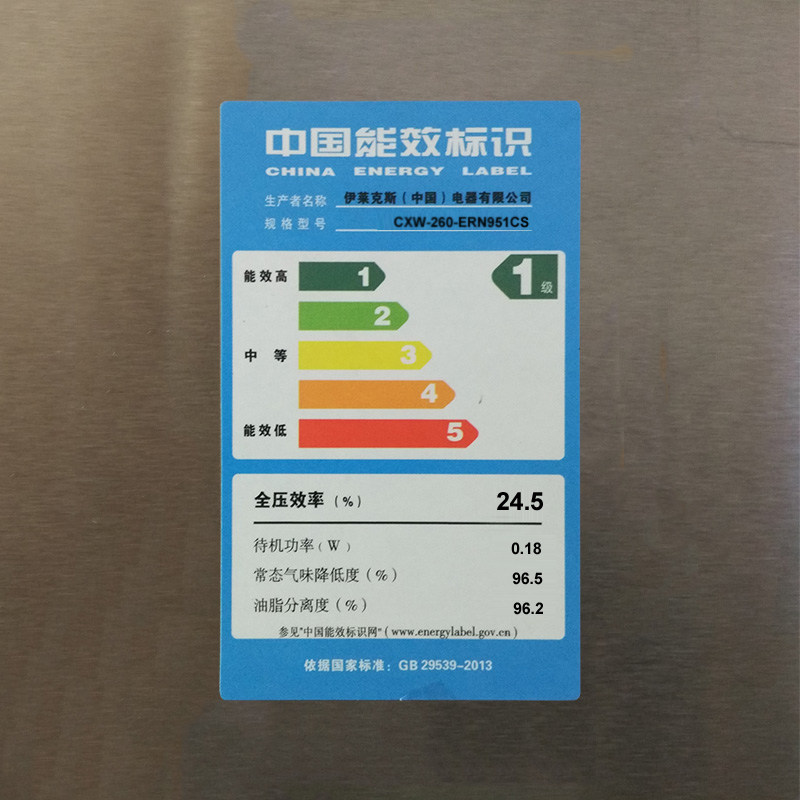 中国能效标识
CHINA ENERGY LABEL
生产者名称 伊莱克斯（中国）电器有限公司
规格型号 CXW-260-ERN951CS
能效高 1 1级
2
中等 3
4
能效低 5
全压效率（%） 24.5
待机功率（W） 0.18
常态气味降低度（%） 96.5
油脂分离度（%） 96.2
参见"中国能效标识网"（www.energylabel.gov.cn）
依据国家标准：GB 29539-2013